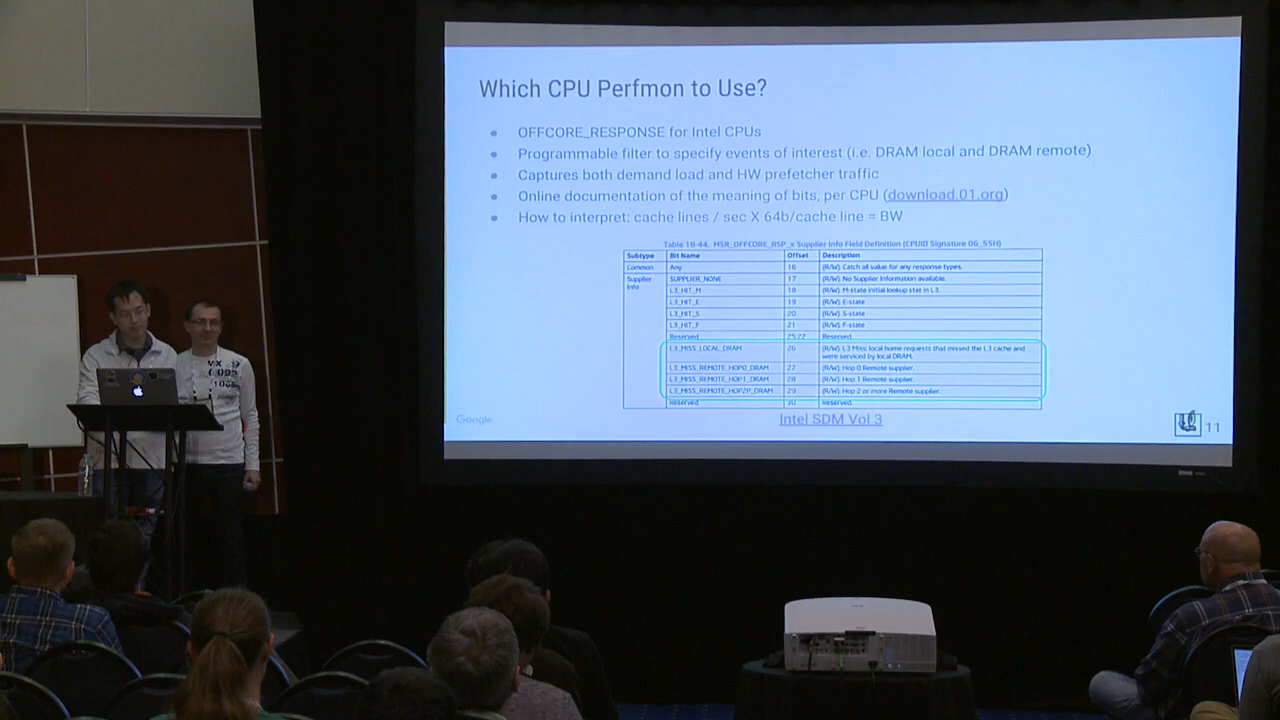 Which CPU Perfmon to Use?
OFFCORE_RESPONSE for Intel CPUs
Programmable filter to specify events of interest (i.e. DRAM local and DRAM remote)
Captures both demand load and HW prefetcher traffic
Online documentation of the meaning of bits, per CPU (download.01.org)
How to interpret: cache lines / sec X 64b/cache line = BW
Table 18-44. MSR_OFFCORE_RSP_x Supplier Info Field Definition (CPUID Signature 06_55H)
Subtype Bit Name Offset Description
Common Any 16 (R/W). Catch all value for any response types.
Supplier Info SUPPLIER_NONE 17 (R/W). No Supplier Information available.
L3_HIT_M 18 (R/W). M-state initial lookup stat in L3.
L3_HIT_E 19 (R/W). E-state
L3_HIT_S 20 (R/W). S-state
L3_HIT_F 21 (R/W). F-state
Reserved 25:22 Reserved
L3_MISS_LOCAL_DRAM 26 (R/W). L3 Miss: local home requests that missed the L3 cache and
were serviced by local DRAM.
L3_MISS_REMOTE_HOP0_DRAM 27 (R/W). Hop 0 Remote supplier.
L3_MISS_REMOTE_HOP1_DRAM 28 (R/W). Hop 1 Remote supplier.
L3_MISS_REMOTE_HOP2P_DRAM 29 (R/W). Hop 2 or more Remote supplier.
Reserved 30 Reserved.
Intel SDM Vol 3
Google
11